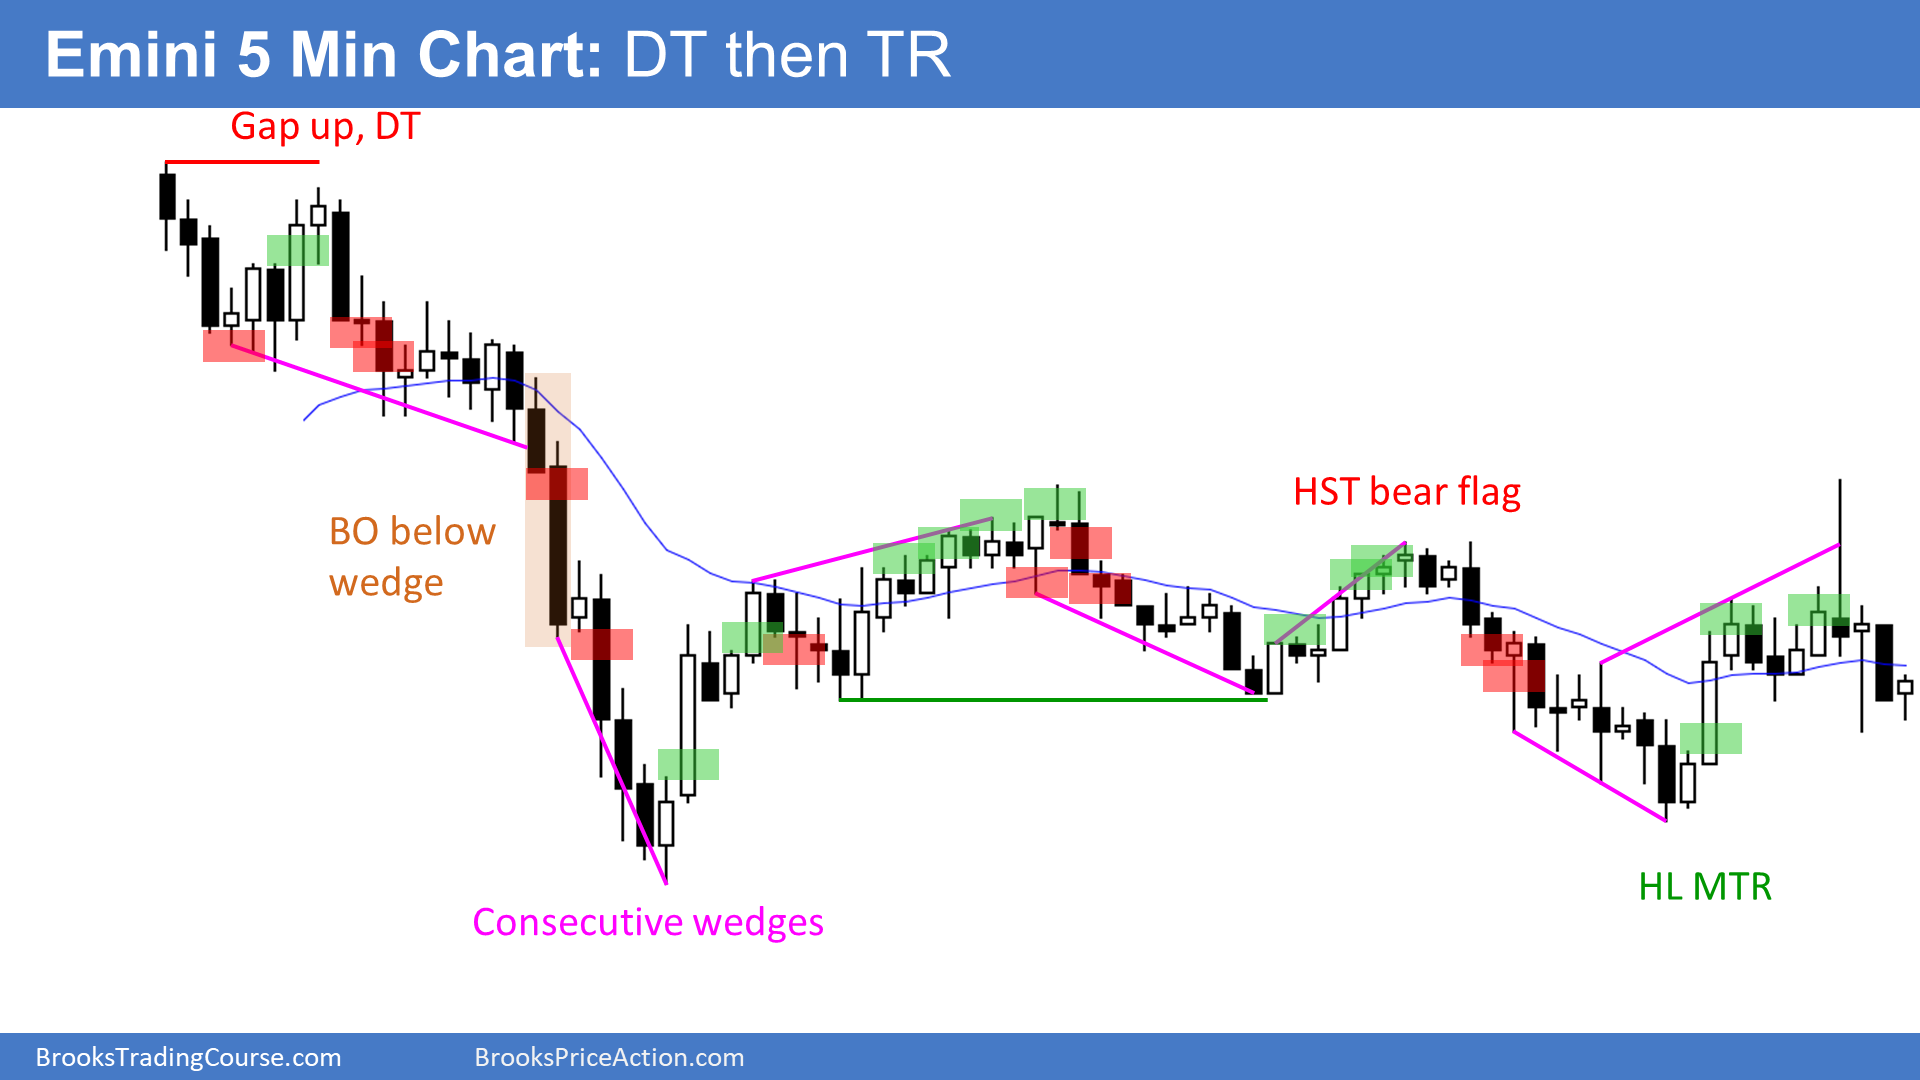 Emini 5 Min Chart: DT then TR
Gap up, DT
HST bear flag
BO below
wedge
HL MTR
Consecutive wedges
BrooksTradingCourse.com
BrooksPriceAction.com